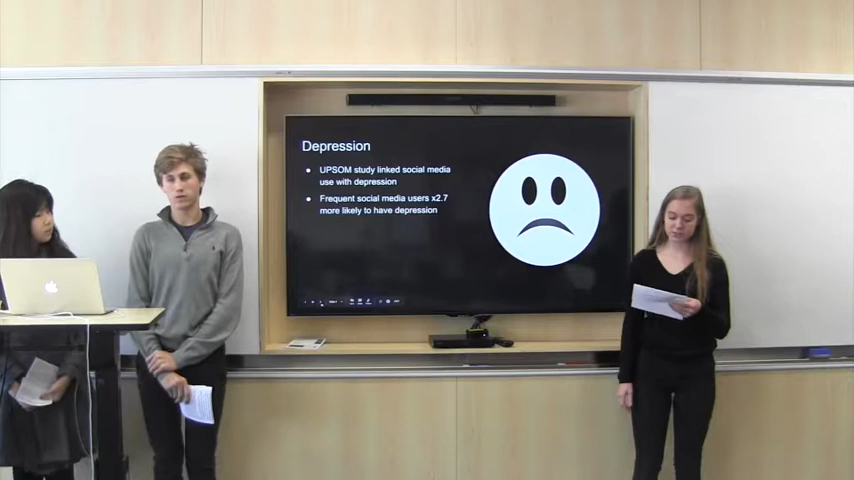 Depression
● UPSOM study linked social media
use with depression
● Frequent social media users x2.7
more likely to have depression